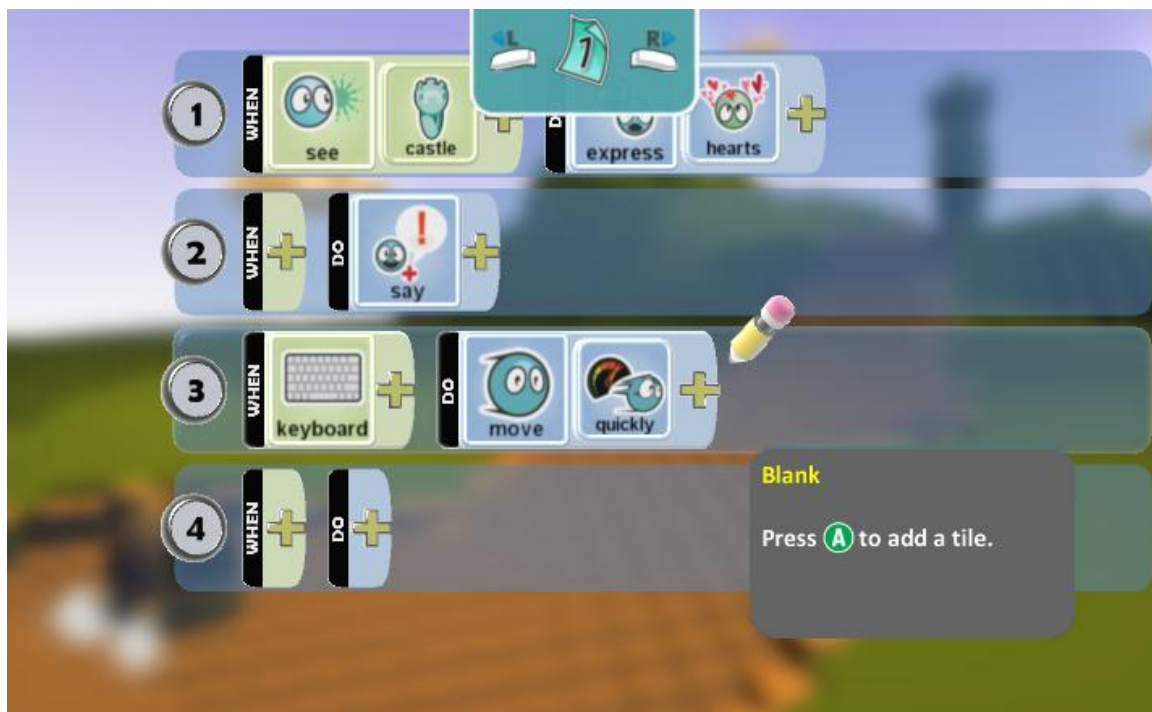 L 1 R
1 WHEN see castle DO express hearts
2 WHEN DO say
3 WHEN keyboard DO move quickly
4 WHEN DO
Blank
Press A to add a tile.